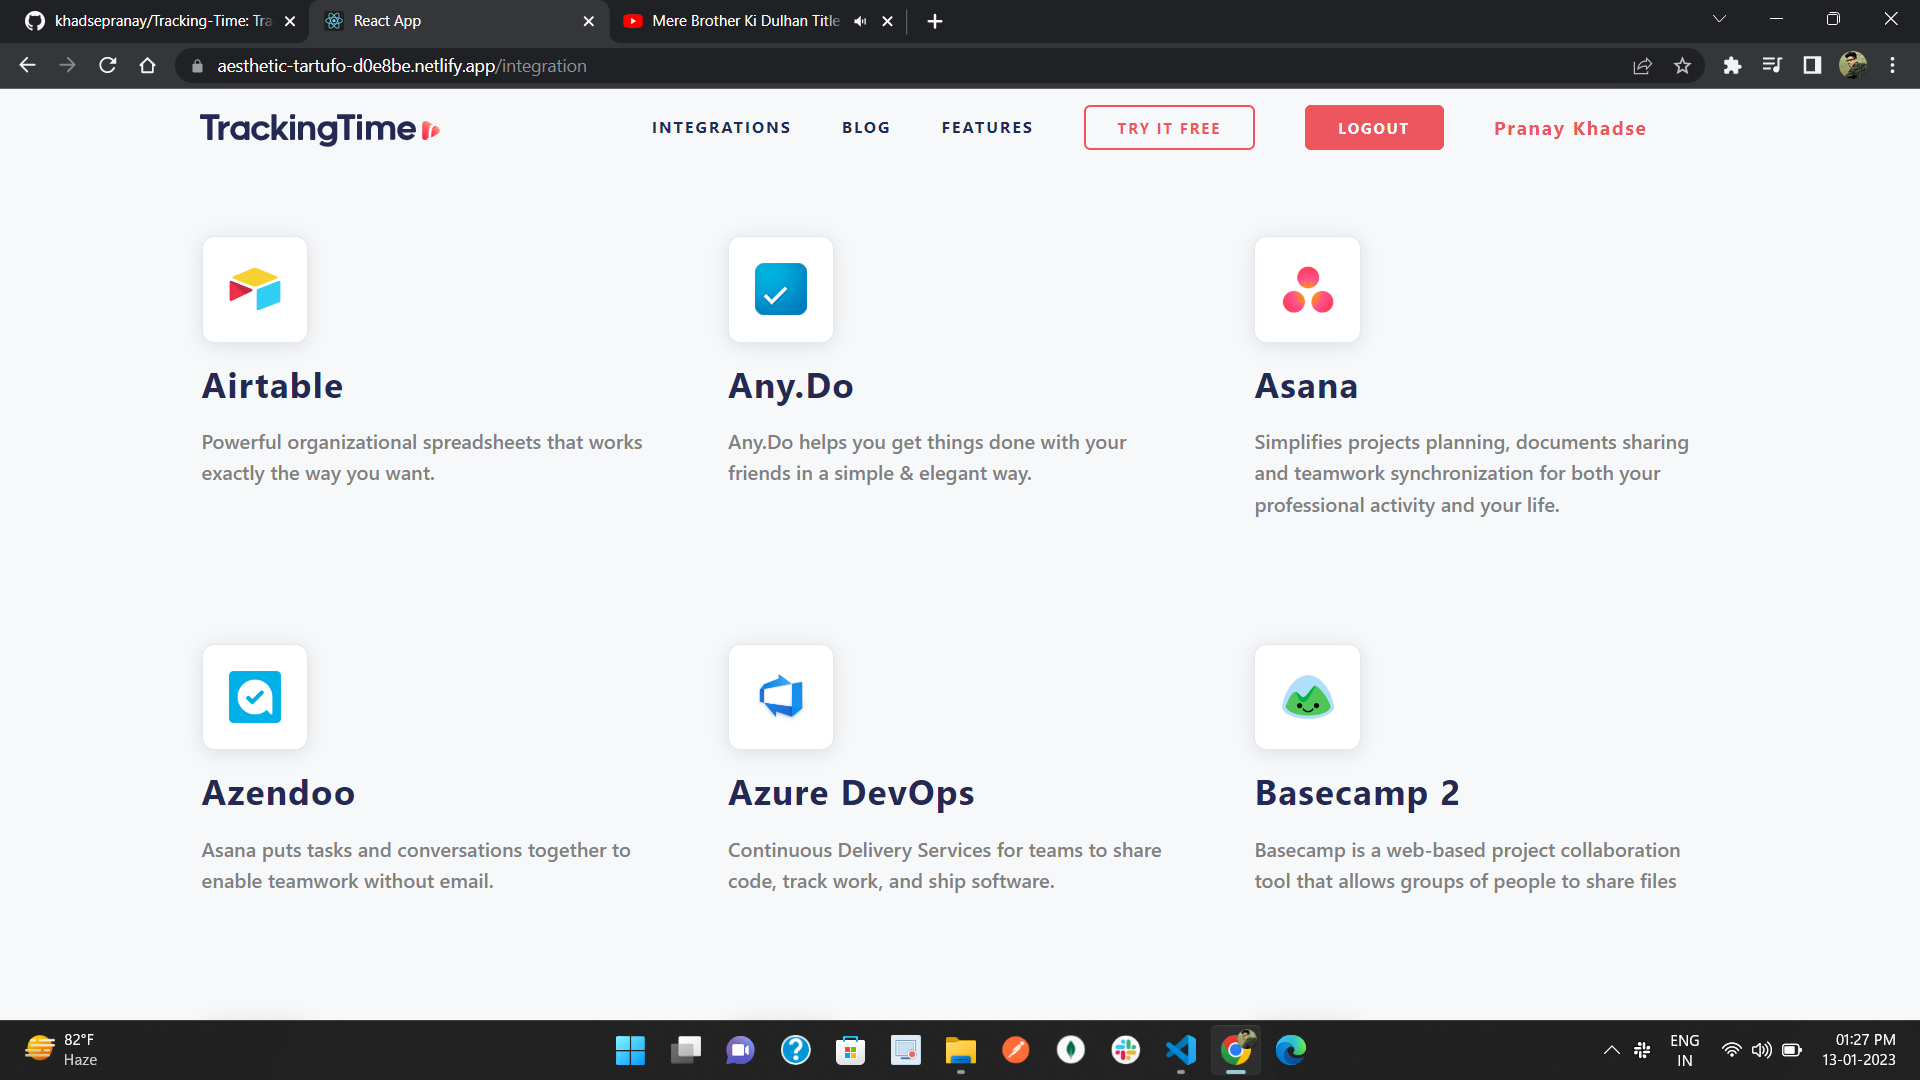 khadsepranay/Tracking-Time: Tra
React App
Mere Brother Ki Dulhan Title
aesthetic-tartufo-d0e8be.netlify.app/integration
TrackingTime
INTEGRATIONS
BLOG
FEATURES
TRY IT FREE
LOGOUT
Pranay Khadse
Airtable
Powerful organizational spreadsheets that works
exactly the way you want.
Any.Do
Any.Do helps you get things done with your
friends in a simple & elegant way.
Asana
Simplifies projects planning, documents sharing
and teamwork synchronization for both your
professional activity and your life.
Azendoo
Asana puts tasks and conversations together to
enable teamwork without email.
Azure DevOps
Continuous Delivery Services for teams to share
code, track work, and ship software.
Basecamp 2
Basecamp is a web-based project collaboration
tool that allows groups of people to share files
82°F
Haze
ENG
IN
01:27 PM
13-01-2023